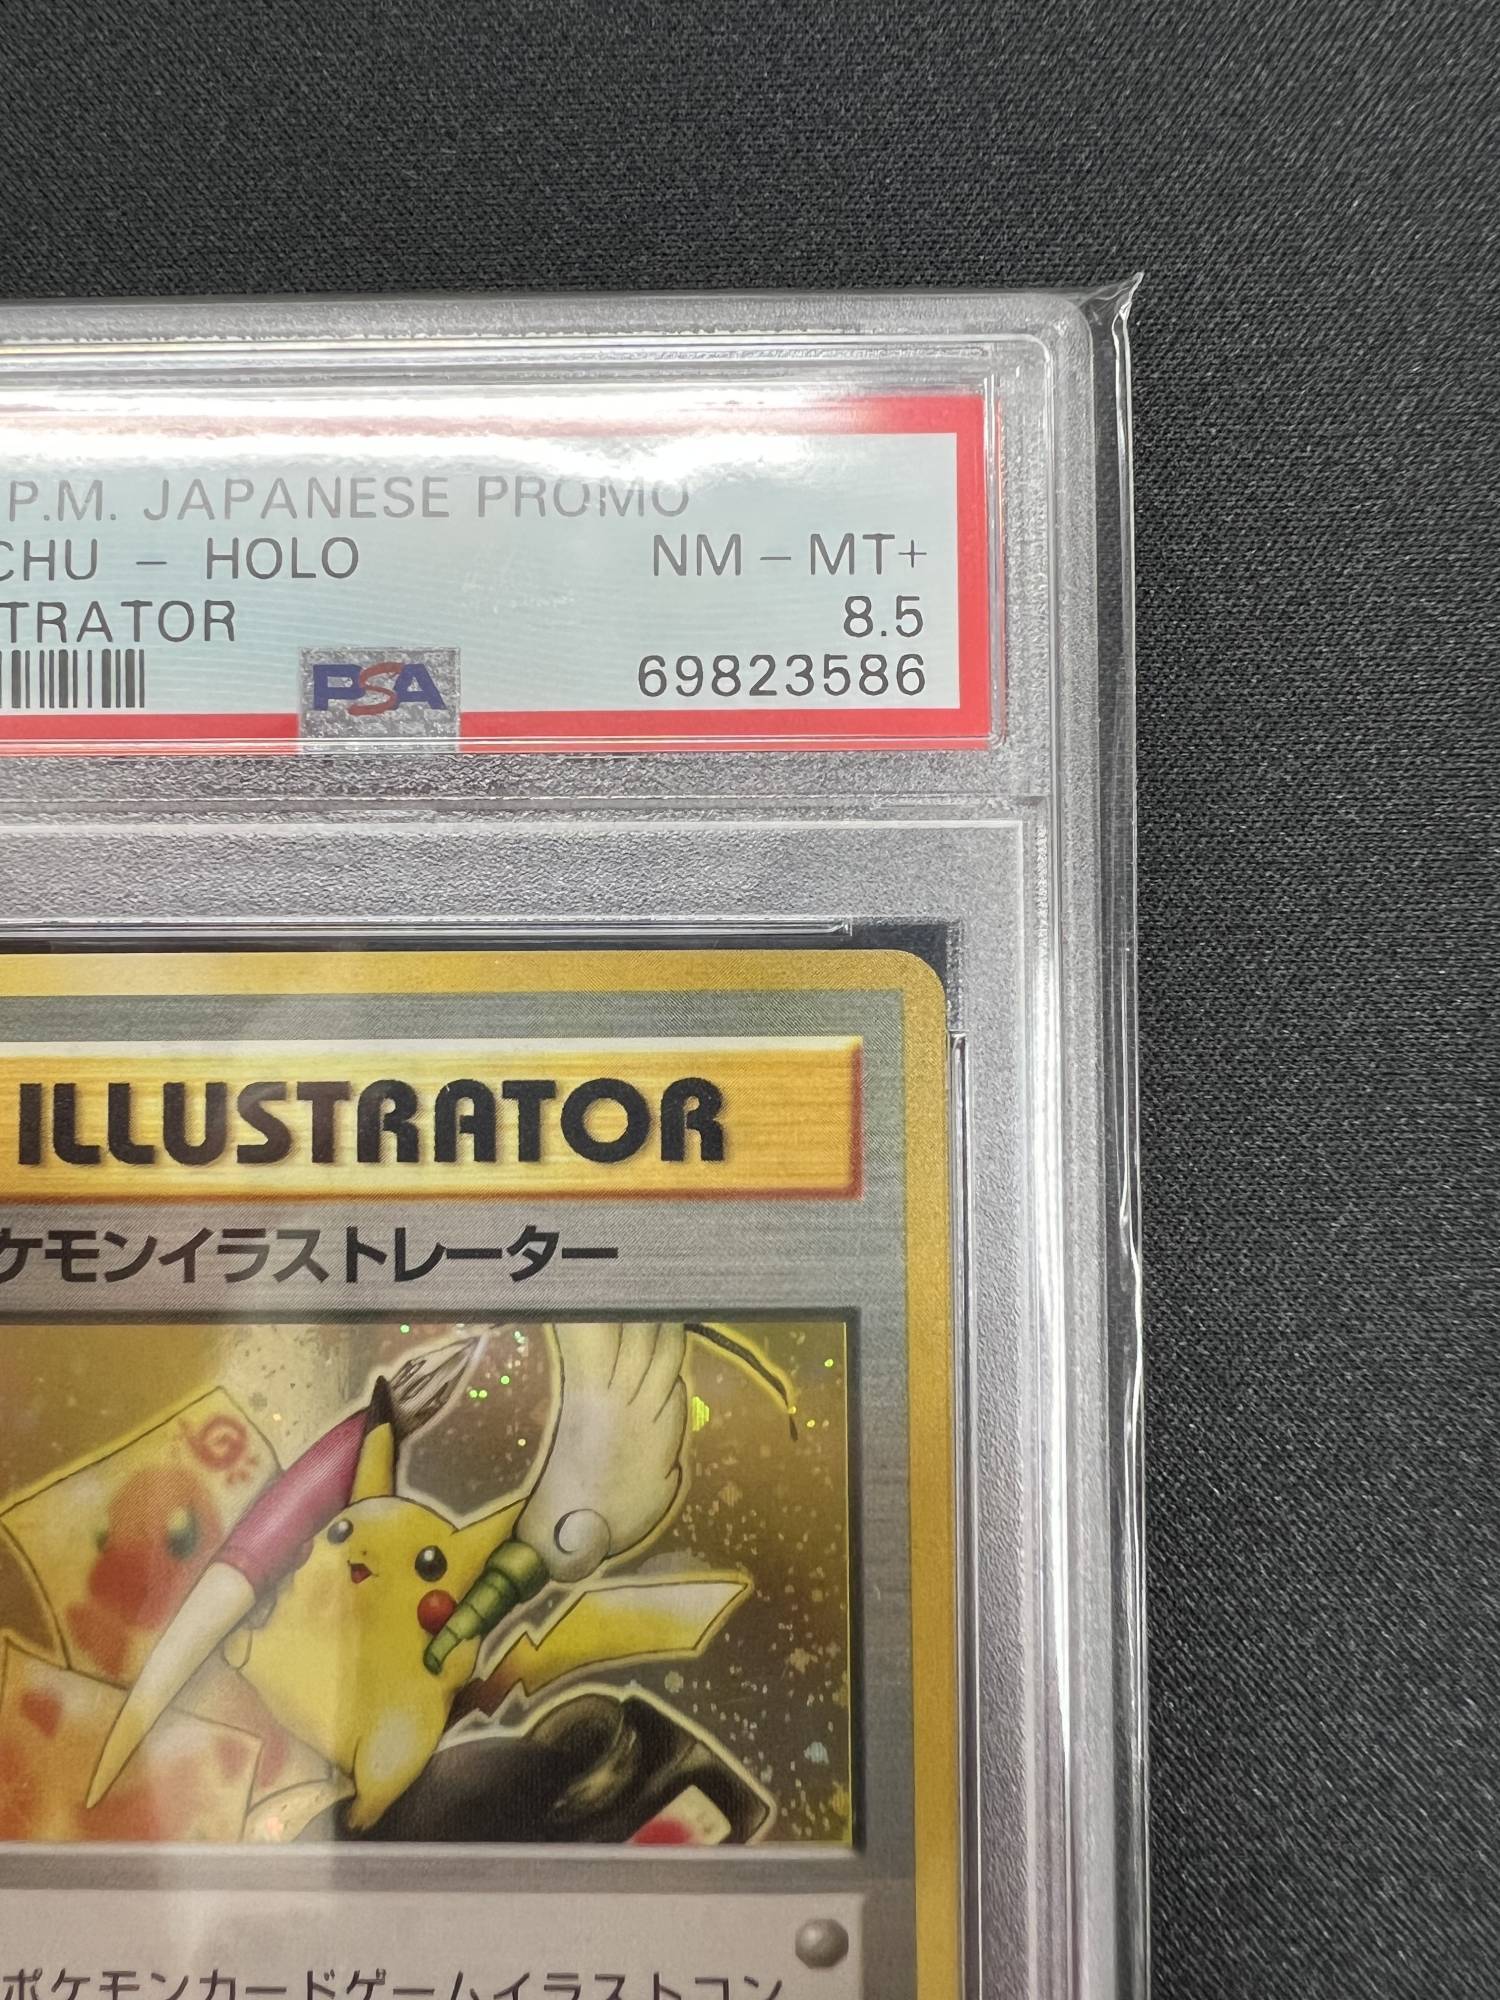 P.M. JAPANESE PROMO
CHU - HOLO NM - MT+
TRATOR 8.5
PSA 69823586
ILLUSTRATOR
ケモンイラストレーター
ポケモンカードゲームイラストコン